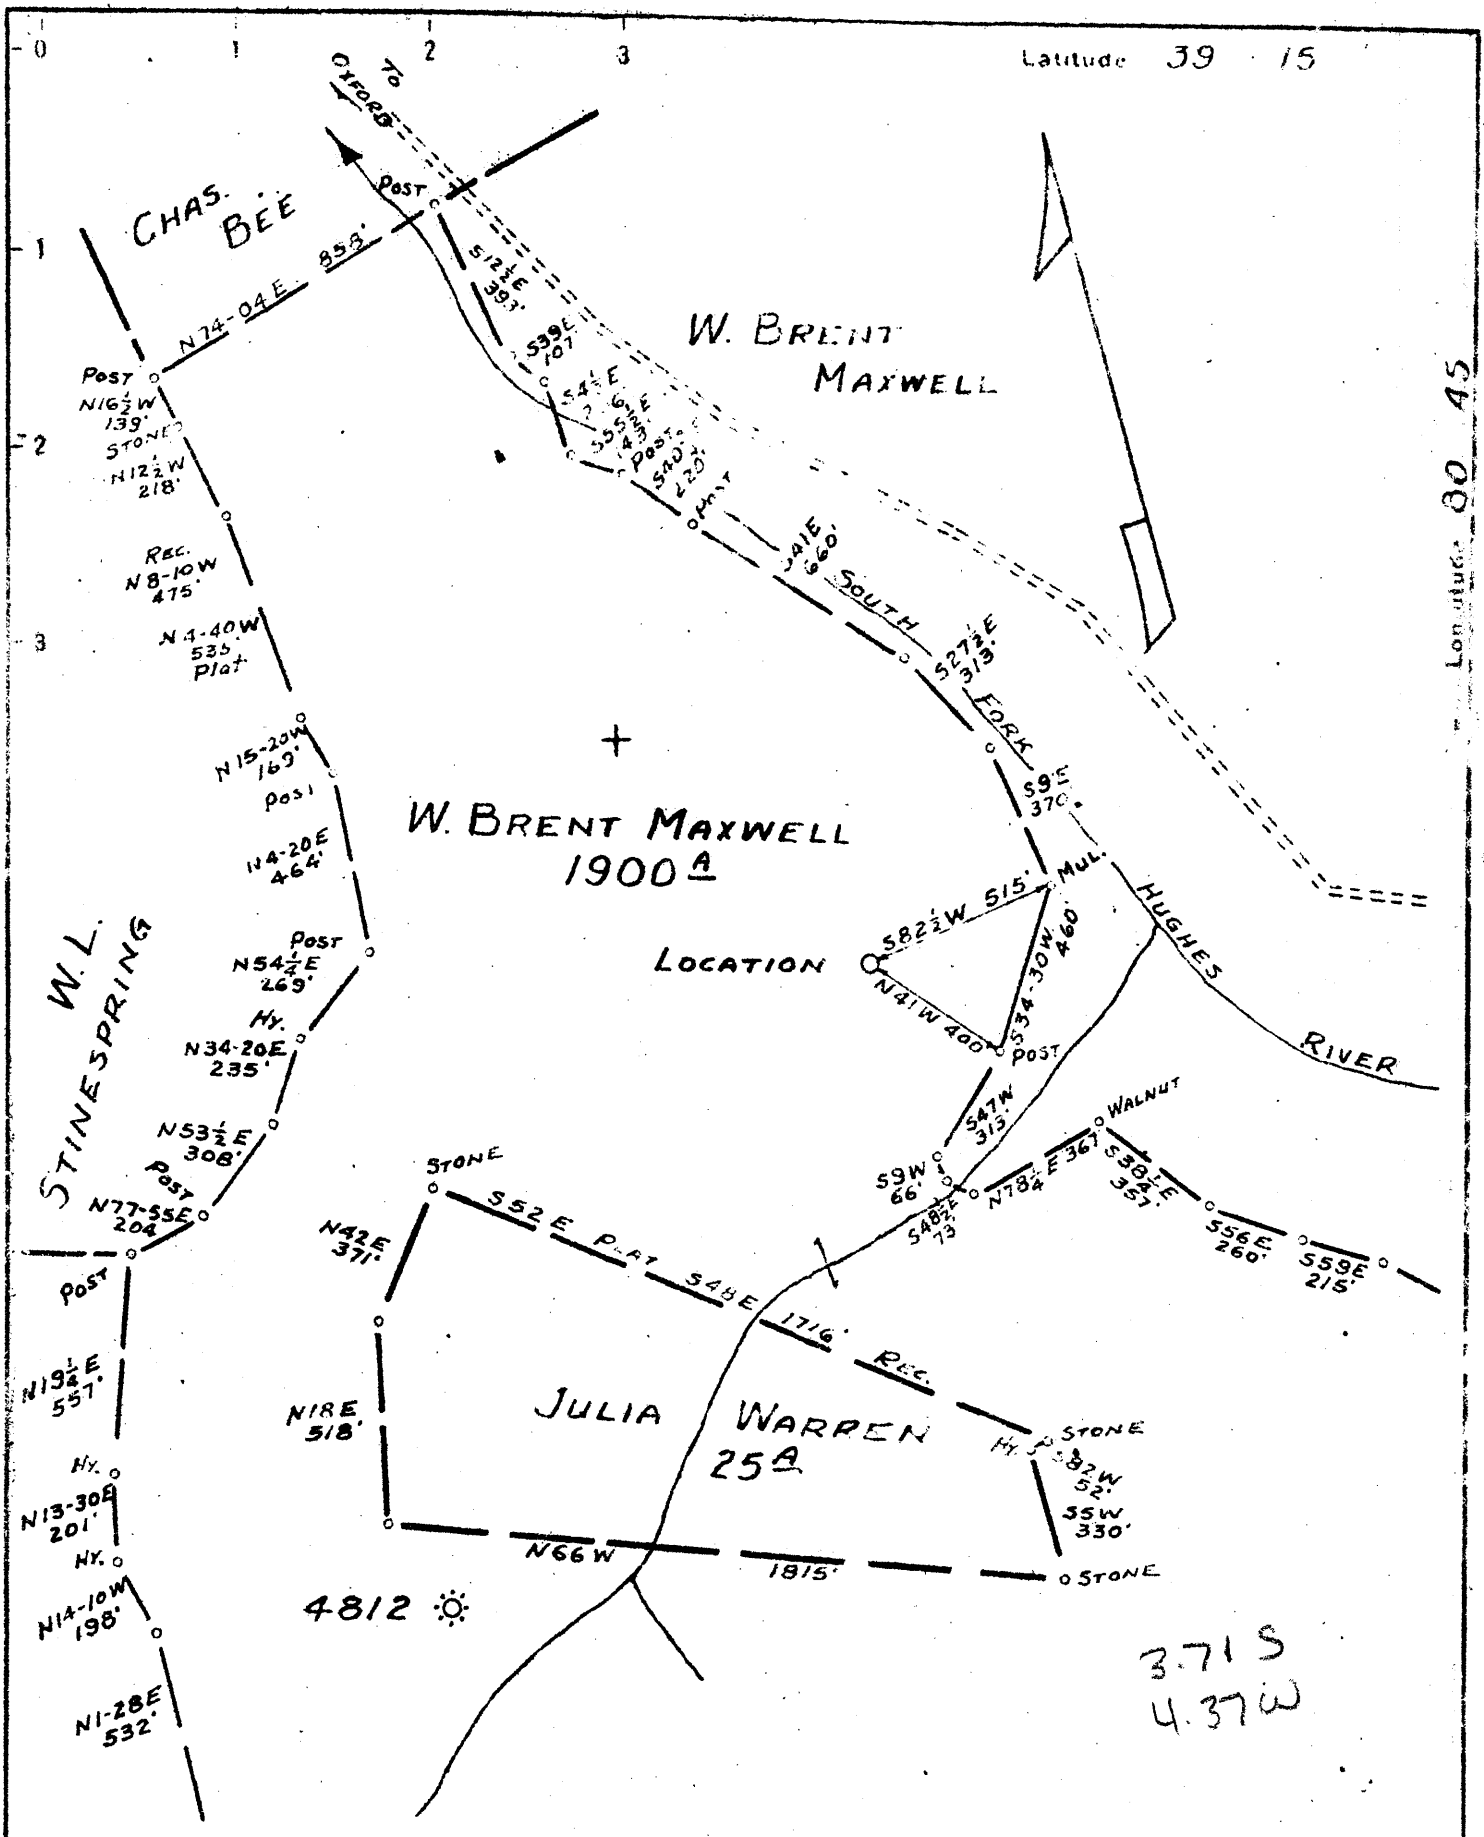 0
1
2
3
Latitude 39 15
Longitude 80 45
1
2
3
TO
OXFORD
CHAS.
BEE
POST
N74-04E 858'
S12½E
393'
S39E
107'
W. BRENT
MAXWELL
POST
N16½W
139'
STONE
N12½W
218'
S4½E
S55½E
143'
POST
S40½E
220'
POST
REC.
N8-10W
475'
N4-40W
535'
Plat
S41E
660'
SOUTH
FORK
HUGHES
RIVER
S27½E
313'
N15-20W
169'
POST
S9E
370'
W. BRENT MAXWELL
1900 A
N4-20E
464'
MUL.
S82½W 515'
LOCATION
N41W 400'
S34-30W
460'
POST
W. L.
STINESPRING
POST
N54¼E
269'
HY.
N34-20E
235'
N53½E
308'
POST
N77-55E
204
POST
S47W
313'
S9W
66'
S48½E
73'
N78¼E 367'
WALNUT
S38¼E
357'
S56E
260'
S59E
215'
STONE
N42E
371'
S52E PLAT
S48E 1716' REC.
N19¼E
557'
N18E
518'
JULIA WARREN
25 A
STONE
HY.
S82W
52'
S5W
330'
HY.
N13-30E
201'
HY.
N66W 1815'
STONE
N14-10W
198'
4812
N1-28E
532'
3.71 S
4.37 W